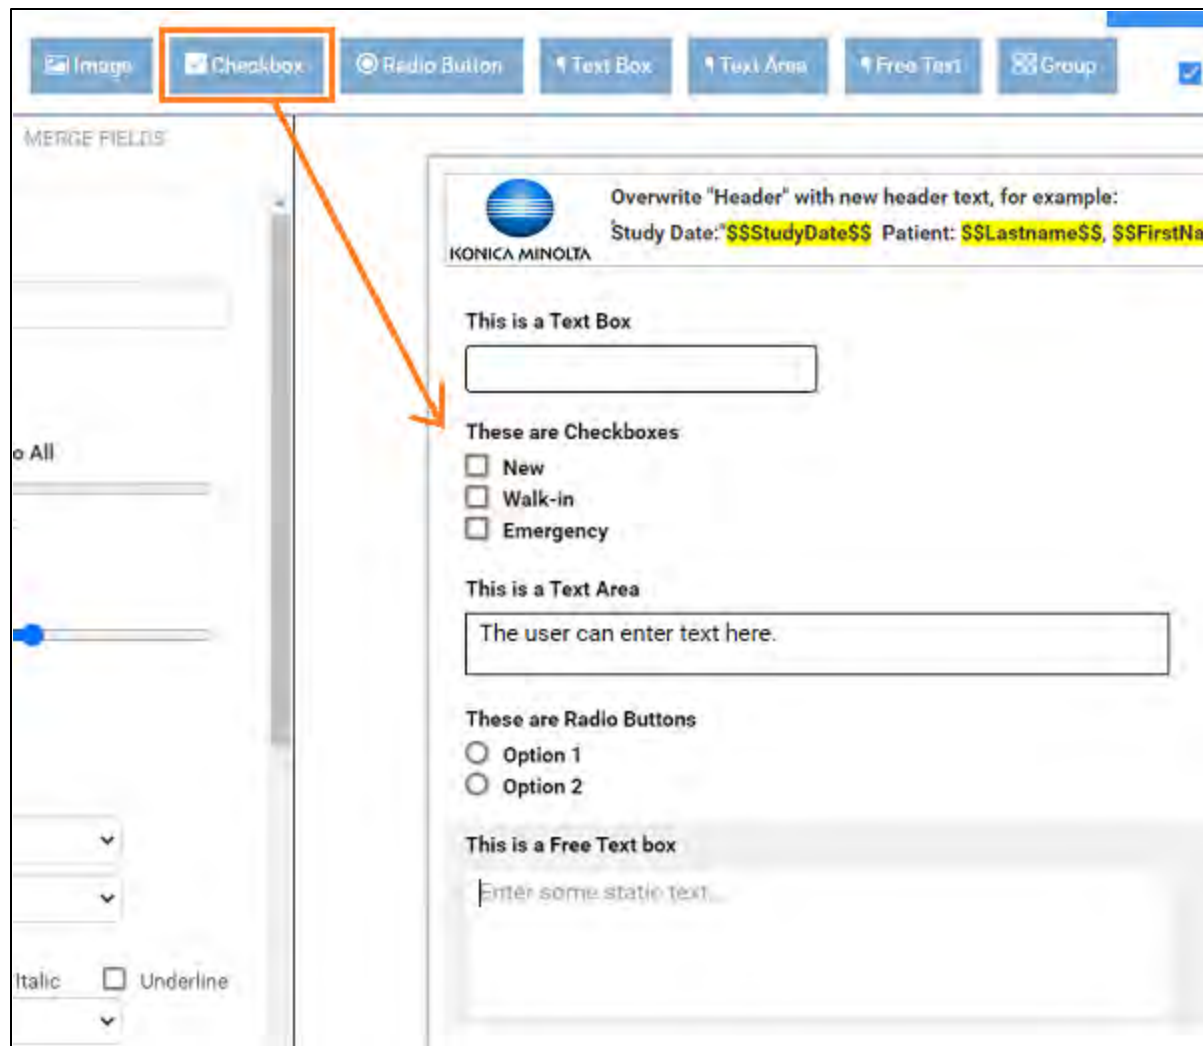 Image Checkbox Radio Button Text Box Text Area Free Text Group
MERGE FIELDS
KONICA MINOLTA
Overwrite "Header" with new header text, for example:
Study Date:"$$StudyDate$$ Patient: $$Lastname$$, $$FirstNa
This is a Text Box
These are Checkboxes
New
Walk-in
Emergency
o All
This is a Text Area
The user can enter text here.
These are Radio Buttons
Option 1
Option 2
This is a Free Text box
Enter some static text...
Italic Underline